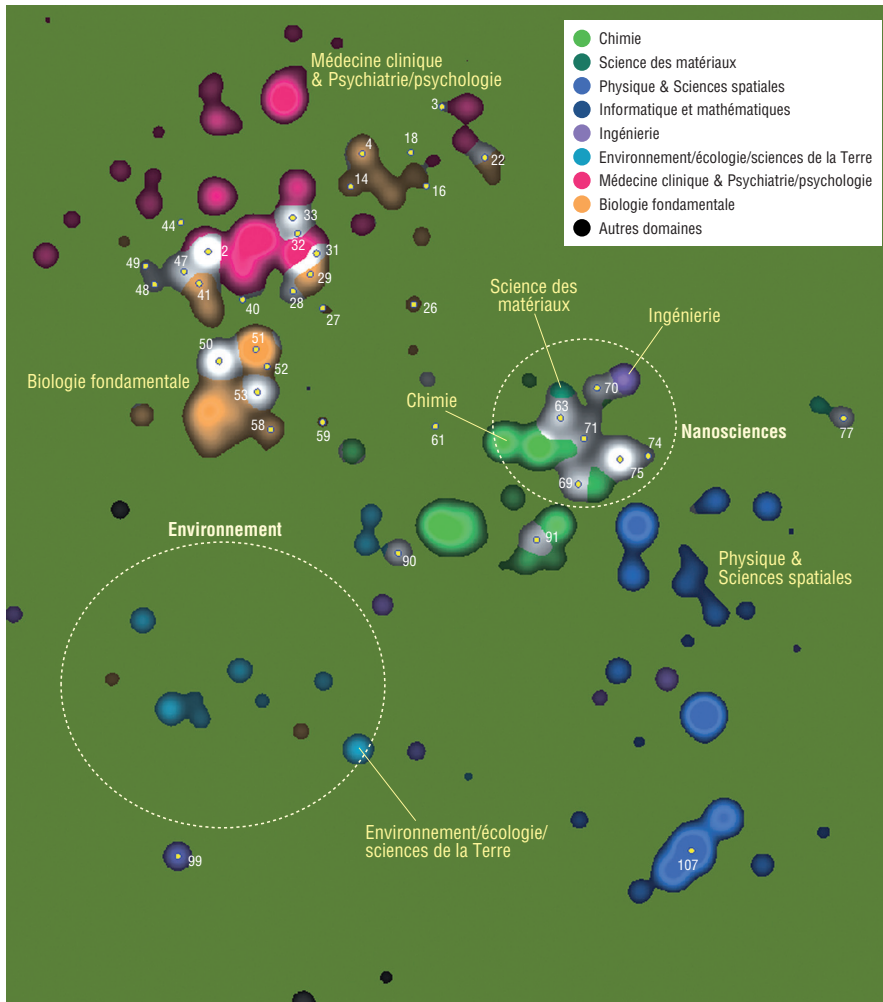 Médecine clinique
& Psychiatrie/psychologie
Chimie
Science des matériaux
Physique & Sciences spatiales
Informatique et mathématiques
Ingénierie
Environnement/écologie/sciences de la Terre
Médecine clinique & Psychiatrie/psychologie
Biologie fondamentale
Autres domaines
3
4
18
22
14
16
33
44
32
2
31
49
47
29
48
41
28
40
27
26
Science des
matériaux
Ingénierie
50
51
52
Biologie fondamentale
53
70
Chimie
63
58
59
61
71
Nanosciences
74
77
75
69
Environnement
91
90
Physique &
Sciences spatiales
Environnement/écologie/
sciences de la Terre
99
107